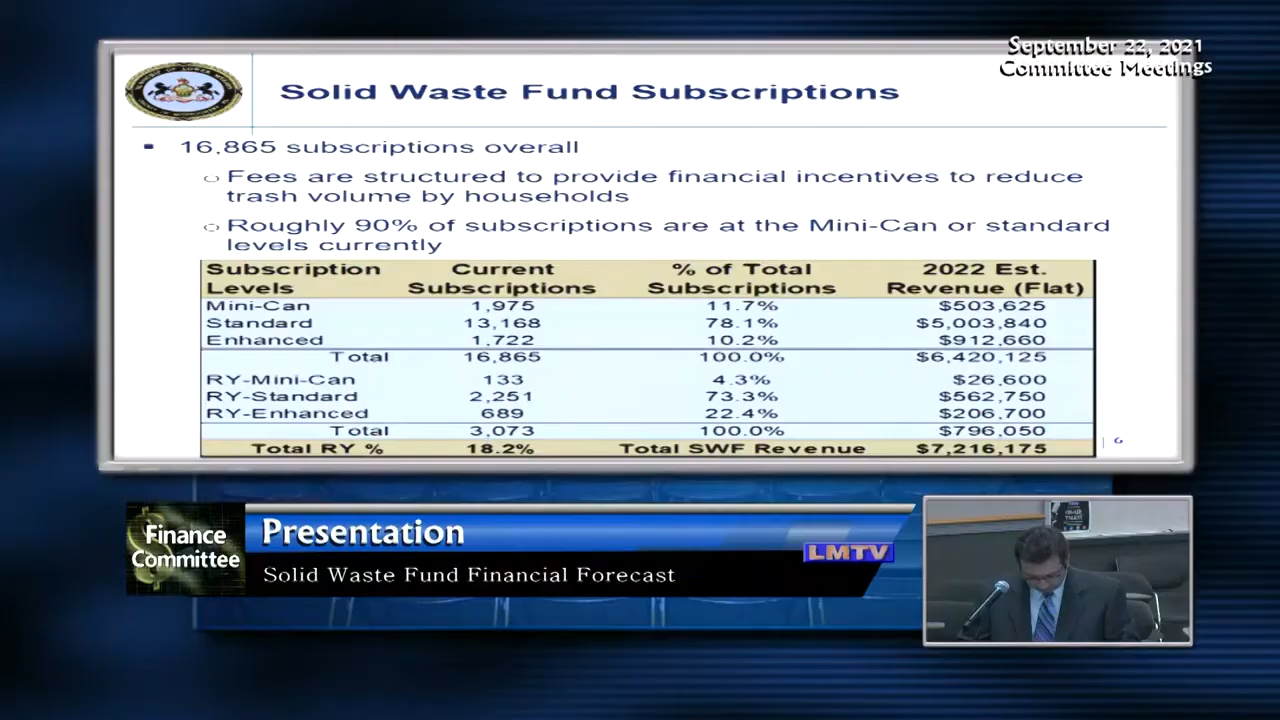 September 22, 2021
Committee Meetings
Solid Waste Fund Subscriptions
16,865 subscriptions overall
Fees are structured to provide financial incentives to reduce
trash volume by households
Roughly 90% of subscriptions are at the Mini-Can or standard
levels currently
Subscription Current % of Total 2022 Est.
Levels Subscriptions Subscriptions Revenue (Flat)
Mini-Can 1,975 11.7% $503,625
Standard 13,168 78.1% $5,003,840
Enhanced 1,722 10.2% $912,660
Total 16,865 100.0% $6,420,125
RY-Mini-Can 133 4.3% $26,600
RY-Standard 2,251 73.3% $562,750
RY-Enhanced 689 22.4% $206,700
Total 3,073 100.0% $796,050
Total RY % 18.2% Total SWF Revenue $7,216,175
6
Finance
Committee
Presentation
LMTV
Solid Waste Fund Financial Forecast